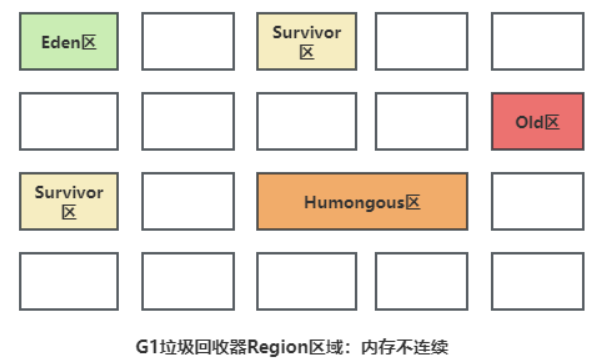 Eden区
Survivor
区
Old区
Survivor
区
Humongous区
G1垃圾回收器Region区域：内存不连续